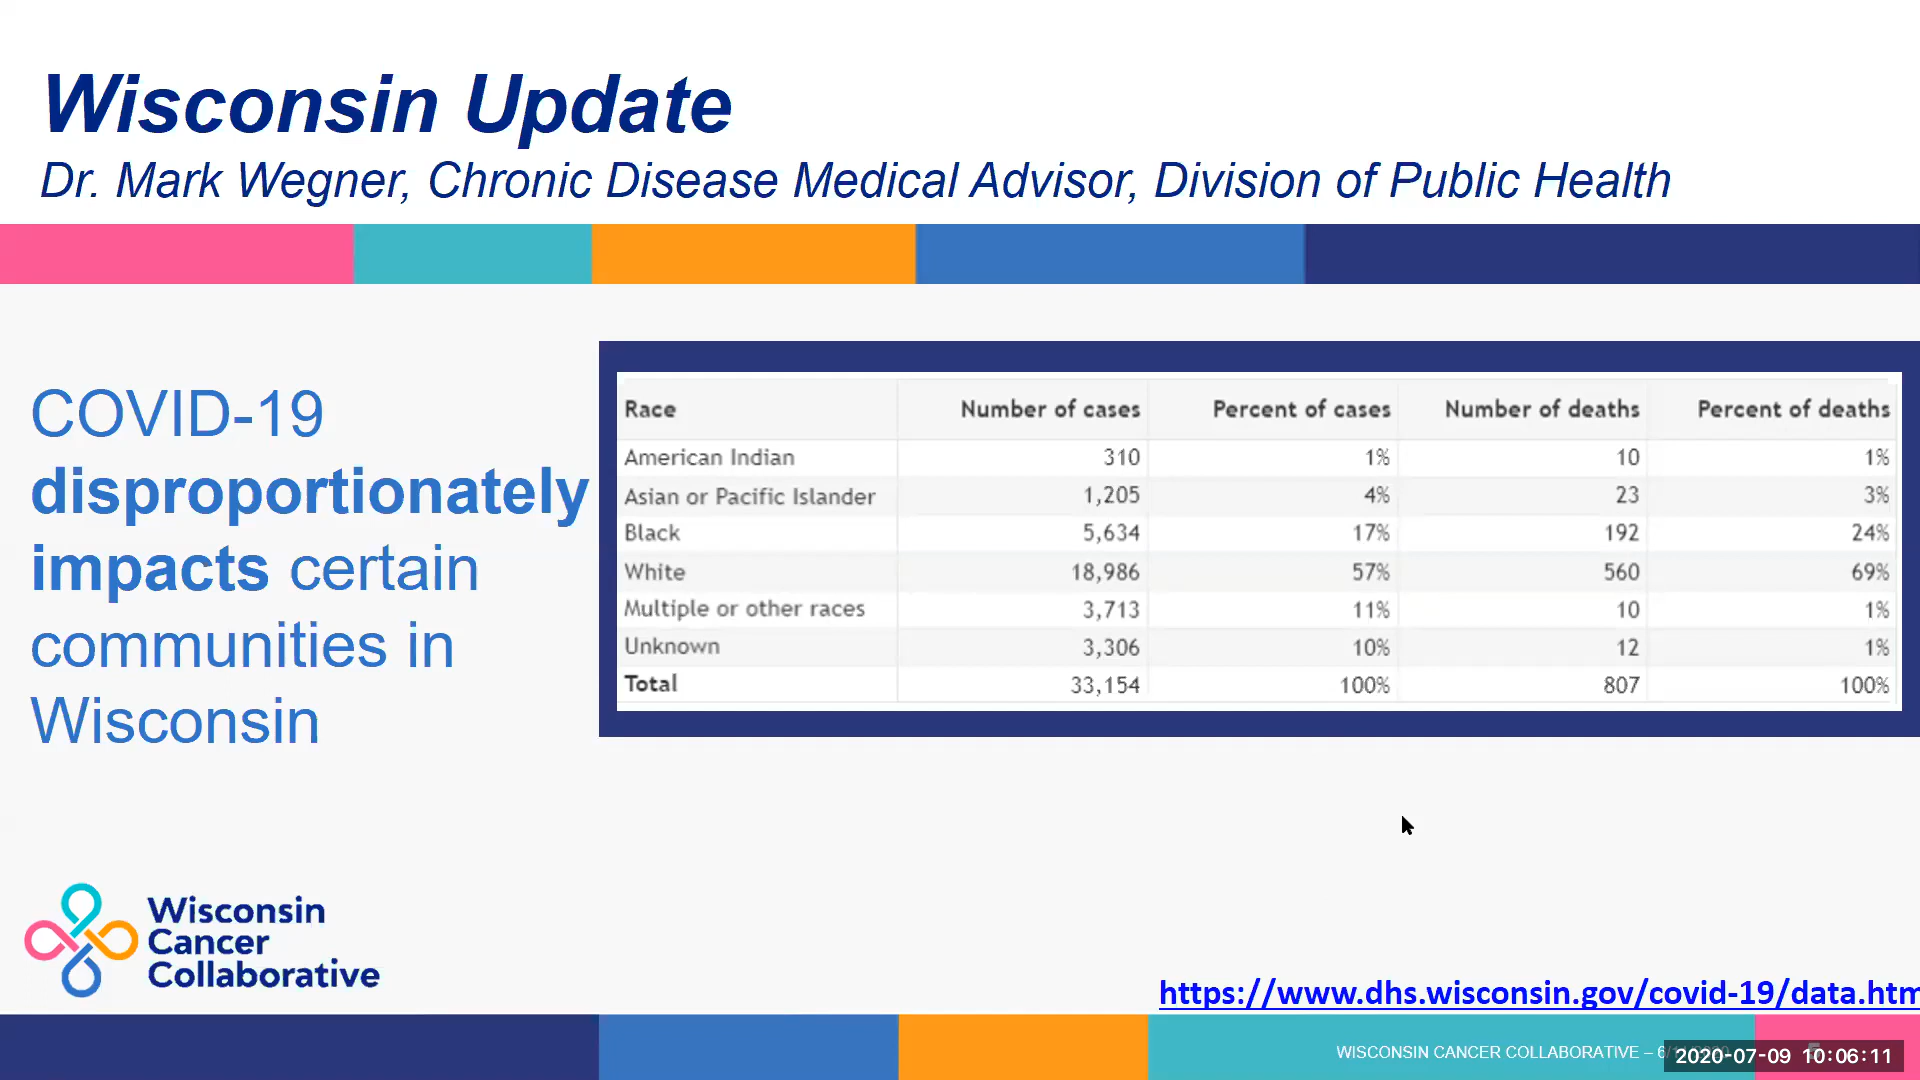 Wisconsin Update
Dr. Mark Wegner, Chronic Disease Medical Advisor, Division of Public Health
COVID-19
disproportionately
impacts certain
communities in
Wisconsin
Race Number of cases Percent of cases Number of deaths Percent of deaths
American Indian 310 1% 10 1%
Asian or Pacific Islander 1,205 4% 23 3%
Black 5,634 17% 192 24%
White 18,986 57% 560 69%
Multiple or other races 3,713 11% 10 1%
Unknown 3,306 10% 12 1%
Total 33,154 100% 807 100%
Wisconsin
Cancer
Collaborative
https://www.dhs.wisconsin.gov/covid-19/data.htm
WISCONSIN CANCER COLLABORATIVE –
2020-07-09 10:06:11